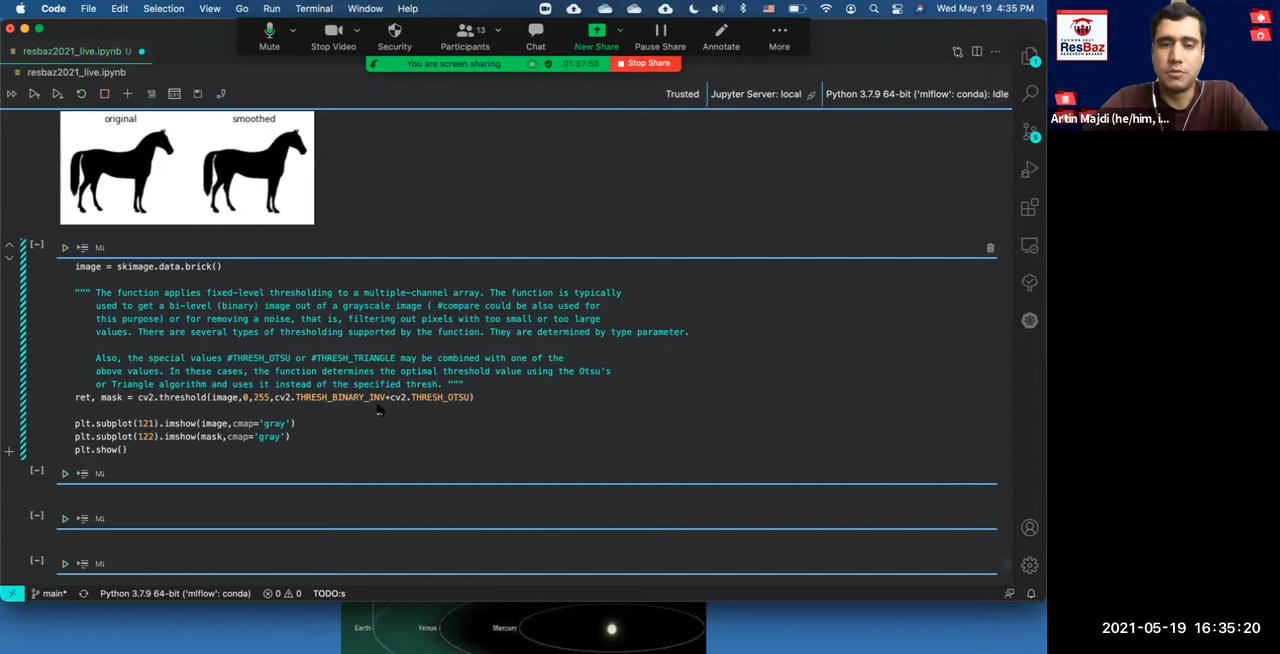 Code File Edit Selection View Go Run Terminal Window Help
Wed May 19 4:35 PM
resbaz2021_live.ipynb U
Mute
Stop Video
Security
13
Participants
Chat
New Share
Pause Share
Annotate
More
You are screen sharing
01:37:58
Stop Share
resbaz2021_live.ipynb
Trusted
Jupyter Server: local
Python 3.7.9 64-bit ('mlflow': conda): Idle
original
smoothed
[-]
M↓
image = skimage.data.brick()
""" The function applies fixed-level thresholding to a multiple-channel array. The function is typically
used to get a bi-level (binary) image out of a grayscale image ( #compare could be also used for
this purpose) or for removing a noise, that is, filtering out pixels with too small or too large
values. There are several types of thresholding supported by the function. They are determined by type parameter.
Also, the special values #THRESH_OTSU or #THRESH_TRIANGLE may be combined with one of the
above values. In these cases, the function determines the optimal threshold value using the Otsu's
or Triangle algorithm and uses it instead of the specified thresh. """
ret, mask = cv2.threshold(image,0,255,cv2.THRESH_BINARY_INV+cv2.THRESH_OTSU)
plt.subplot(121).imshow(image,cmap='gray')
plt.subplot(122).imshow(mask,cmap='gray')
plt.show()
[-]
M↓
[-]
M↓
[-]
M↓
main*
Python 3.7.9 64-bit ('mlflow': conda)
0
0
TODO:s
Earth
Venus
Mercury
TUCSON 2021
ResBaz
RESEARCH BAZAAR
Artin Majdi (he/him, i...
2021-05-19 16:35:20